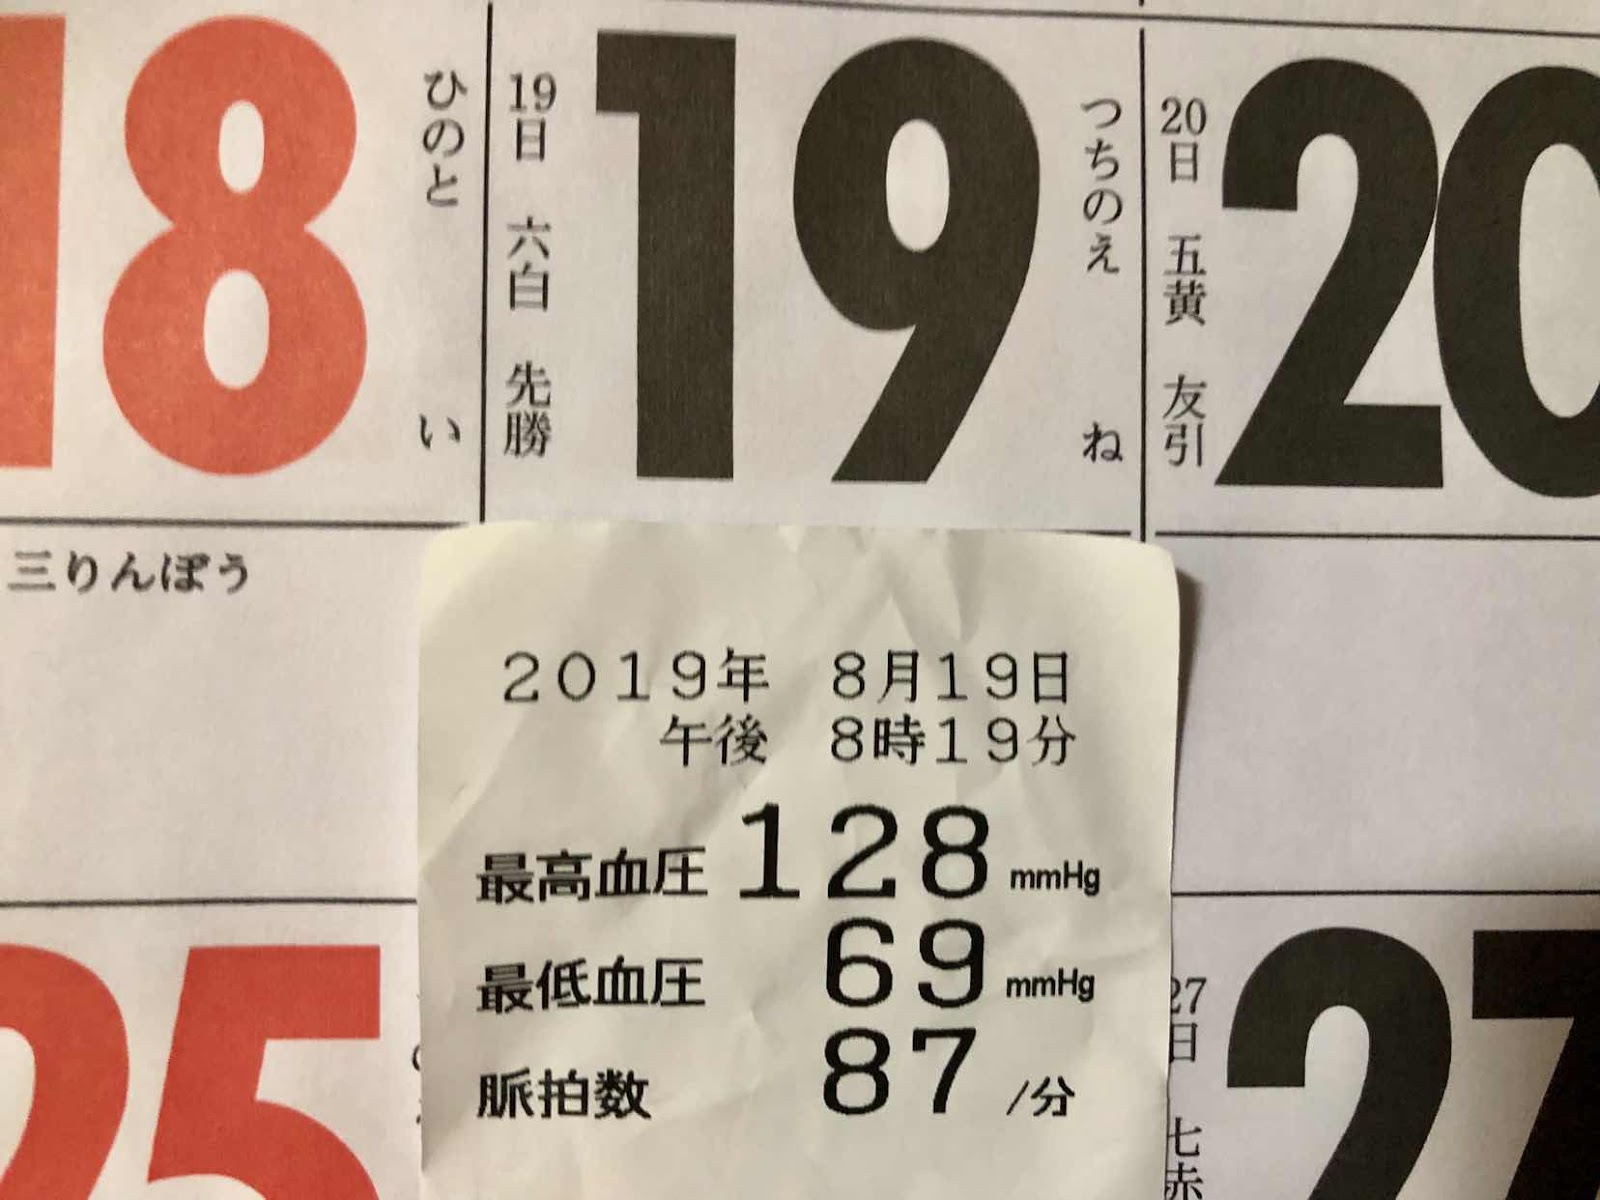 18
ひのと い
19日 六白 先勝
19
つちのえ ね
20日 五黄 友引
20
三りんぼう
2019年 8月19日
午後 8時19分
最高血圧 128 mmHg
最低血圧 69 mmHg
脈拍数 87 /分
25
27日 七赤
27